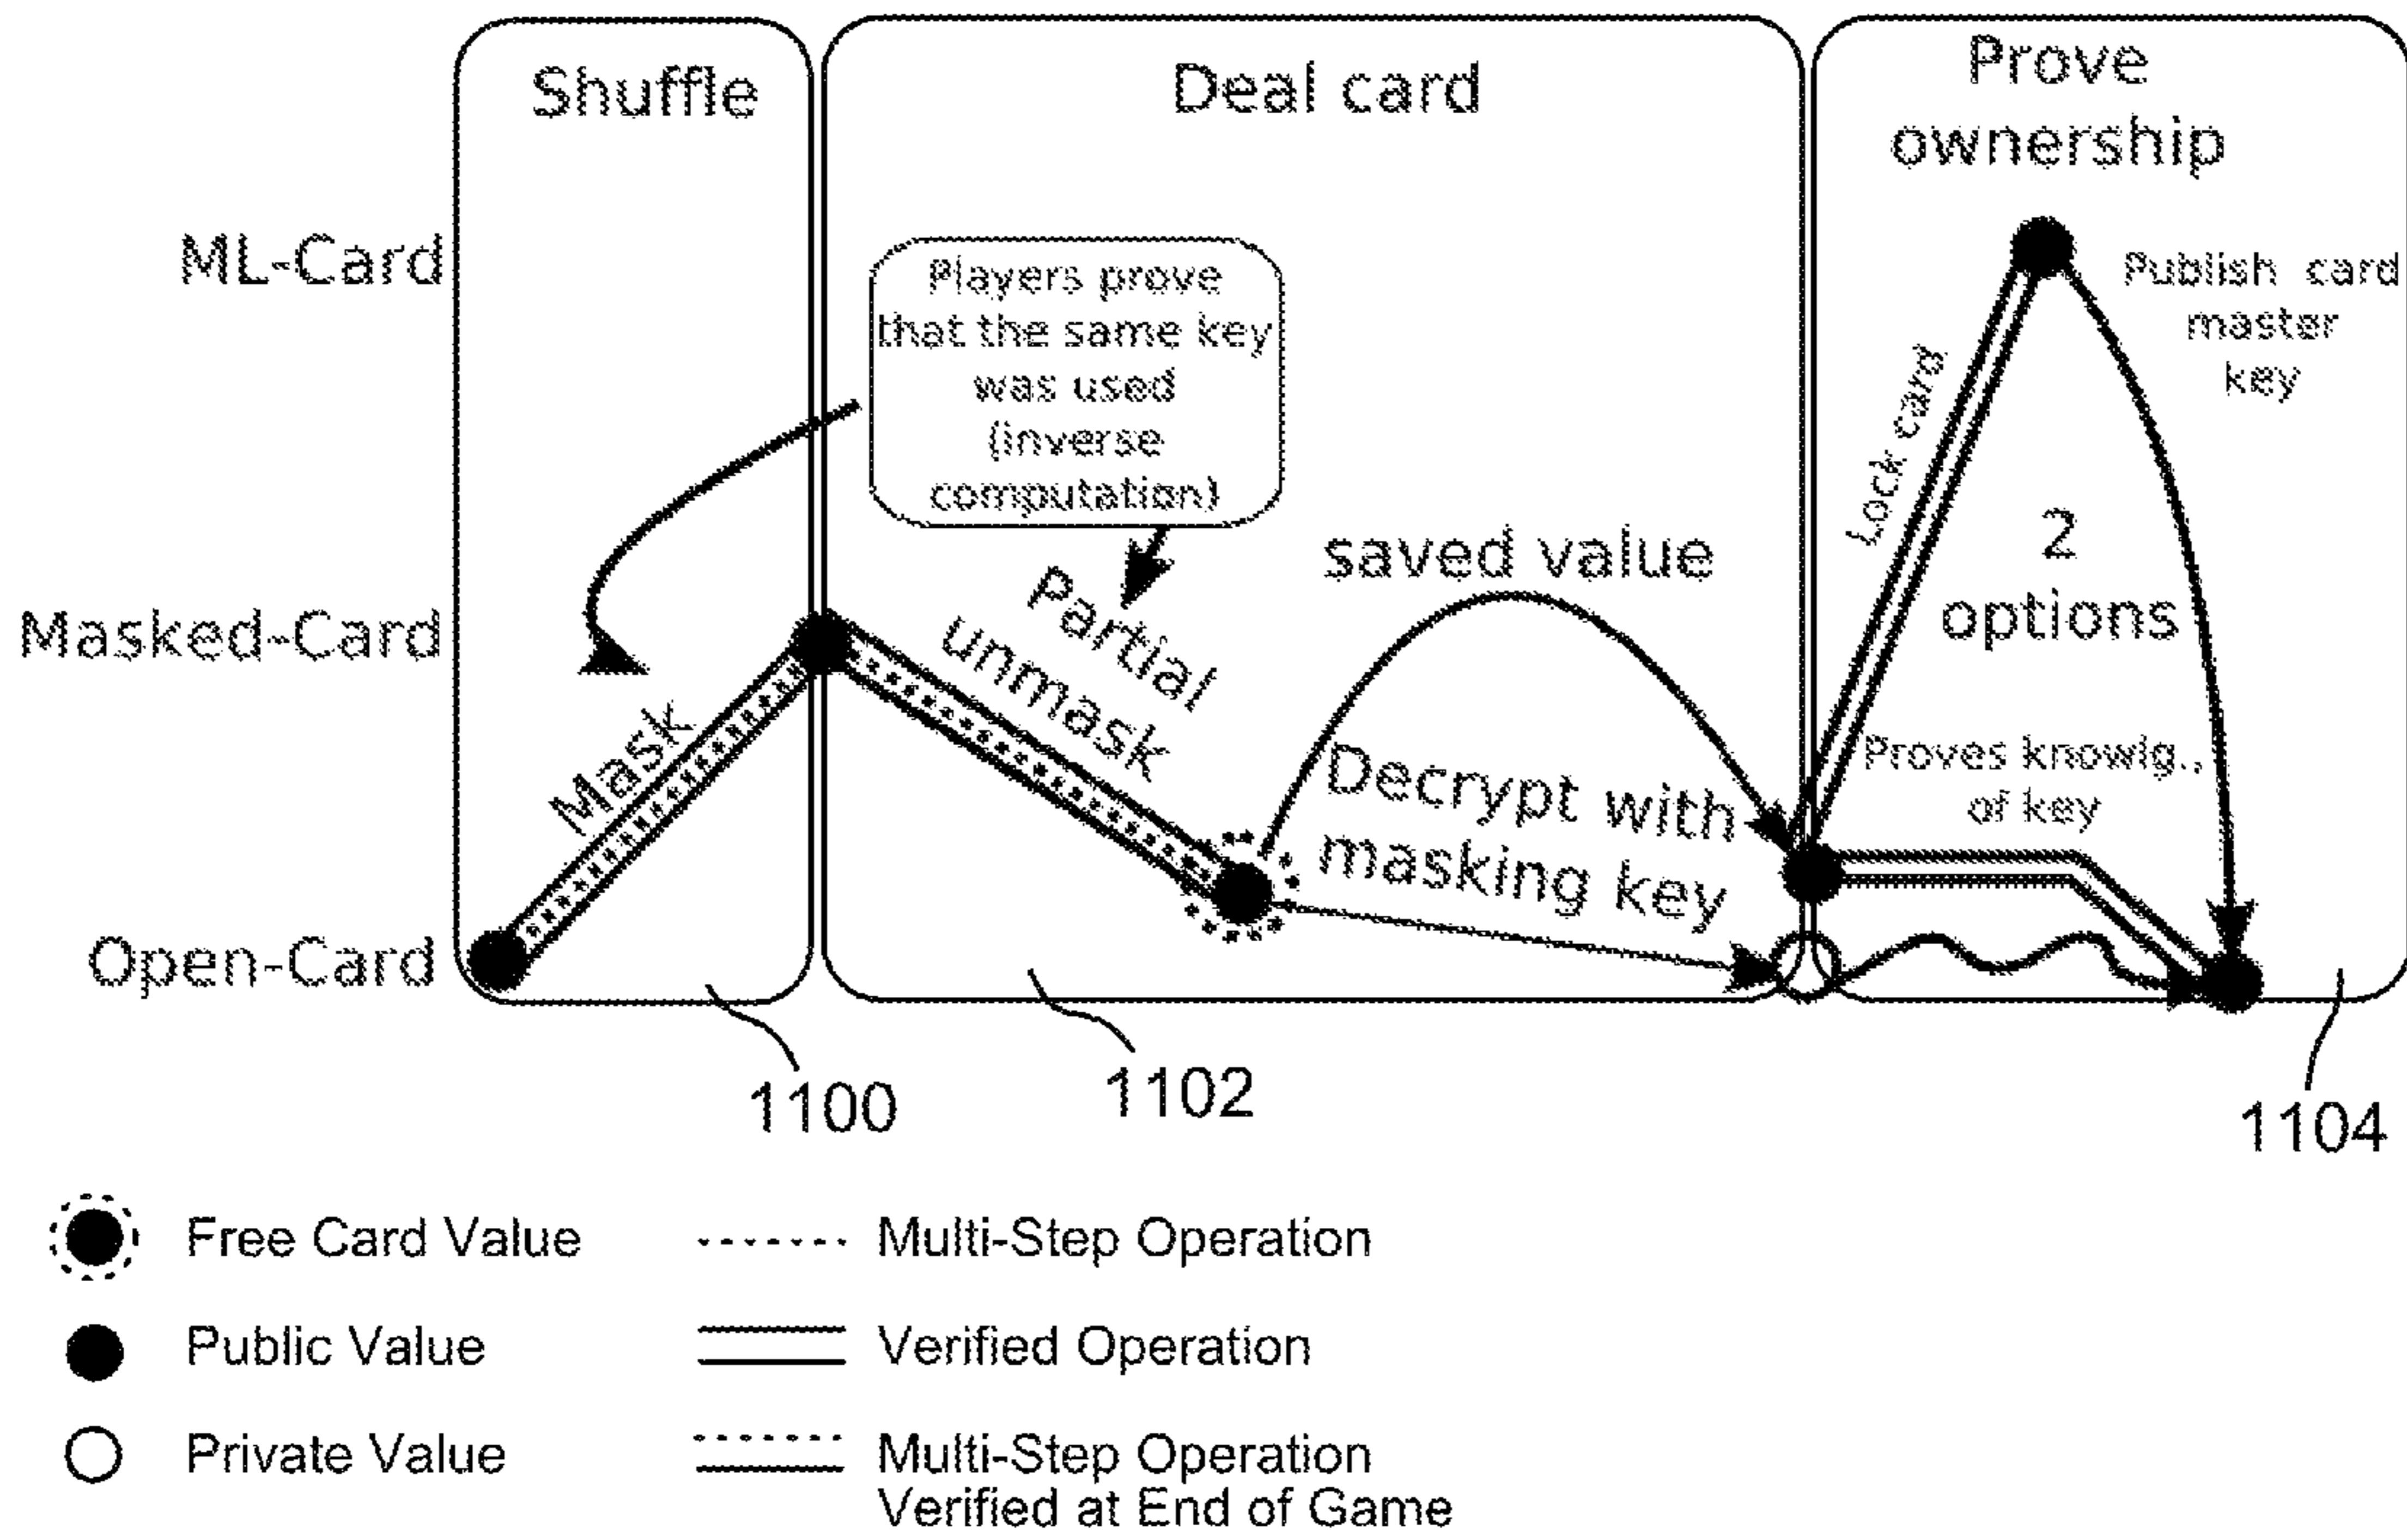 Shuffle
Deal card
Prove
ownership
ML-Card
Masked-Card
Open-Card
Players prove
that the same key
was used
(inverse
computation)
Mask
Partial
unmask
saved value
Decrypt with
masking key
Lock card
Publish card
master
key
2
options
Proves knowlg.,
of key
1100
1102
1104
Free Card Value
Public Value
Private Value
Multi-Step Operation
Verified Operation
Multi-Step Operation
Verified at End of Game